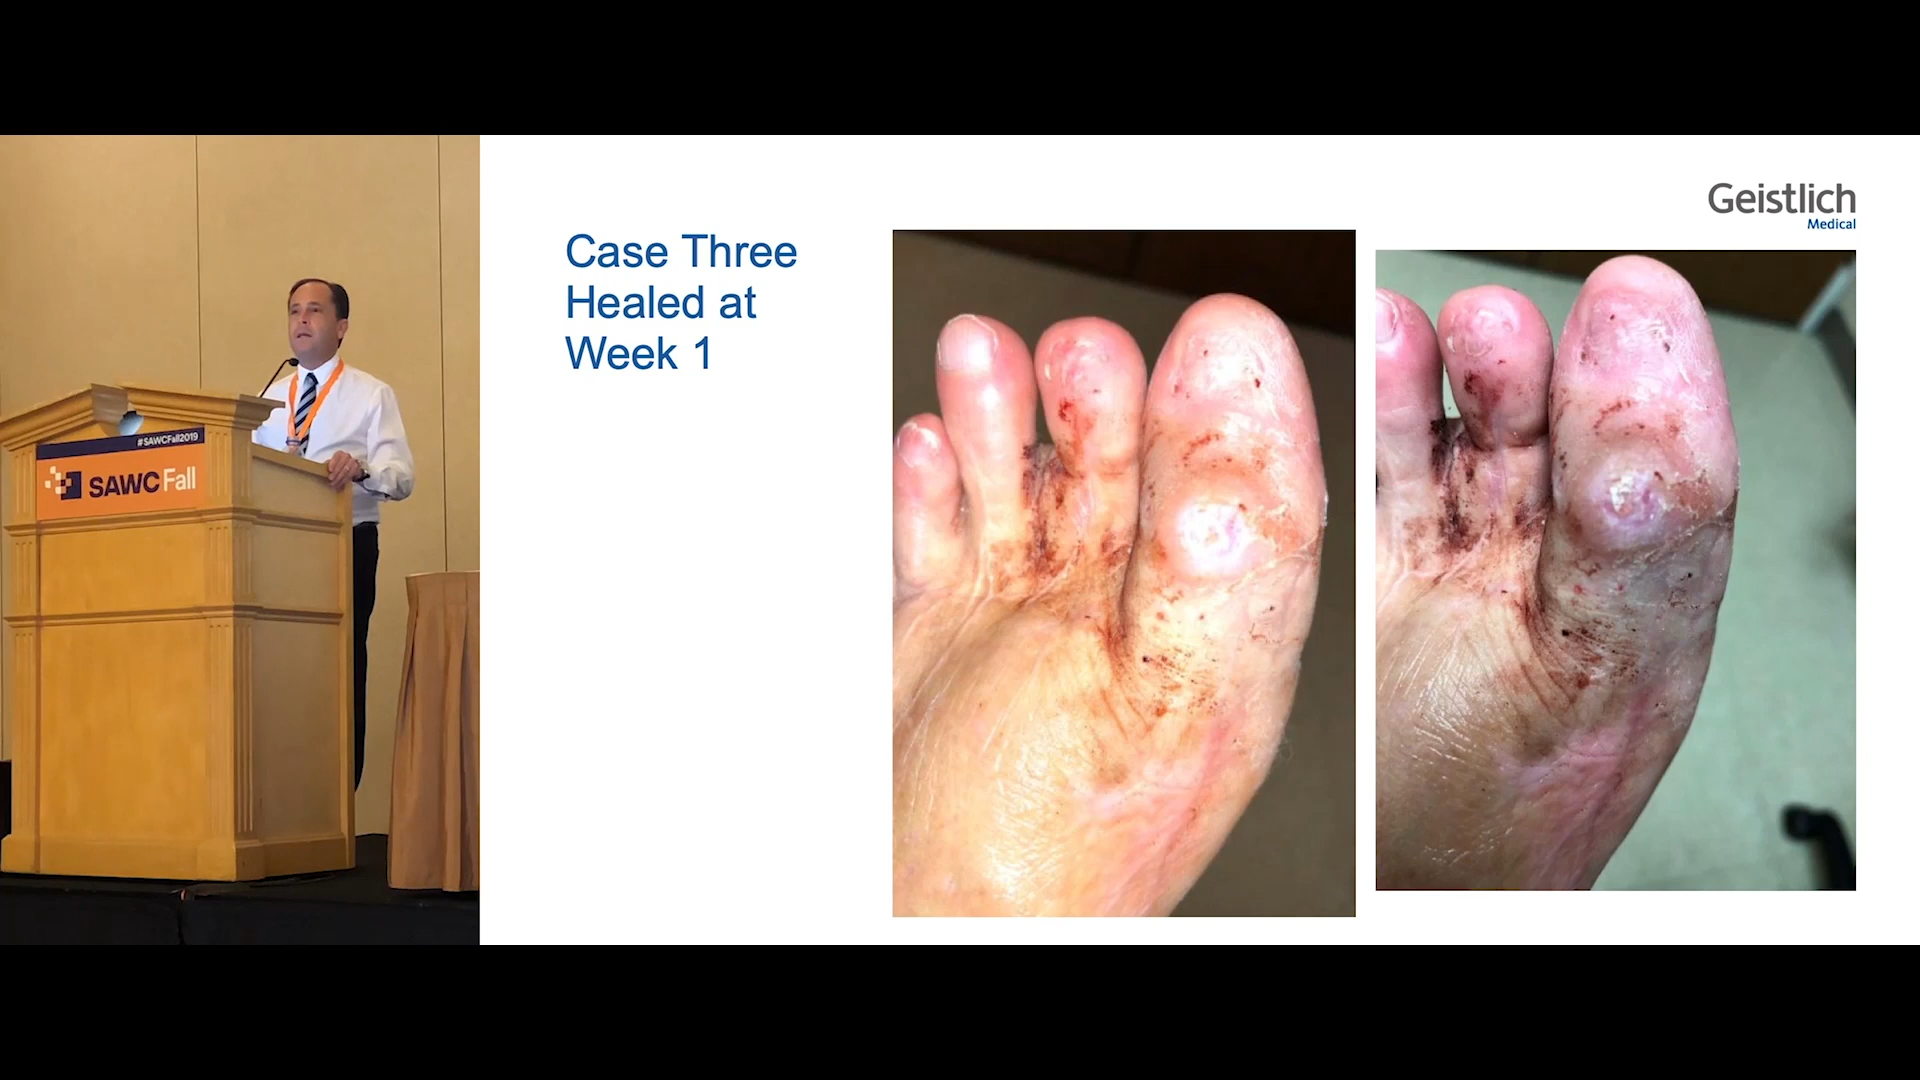 #SAWCFall2019
SAWC Fall
Case Three
Healed at
Week 1
Geistlich
Medical